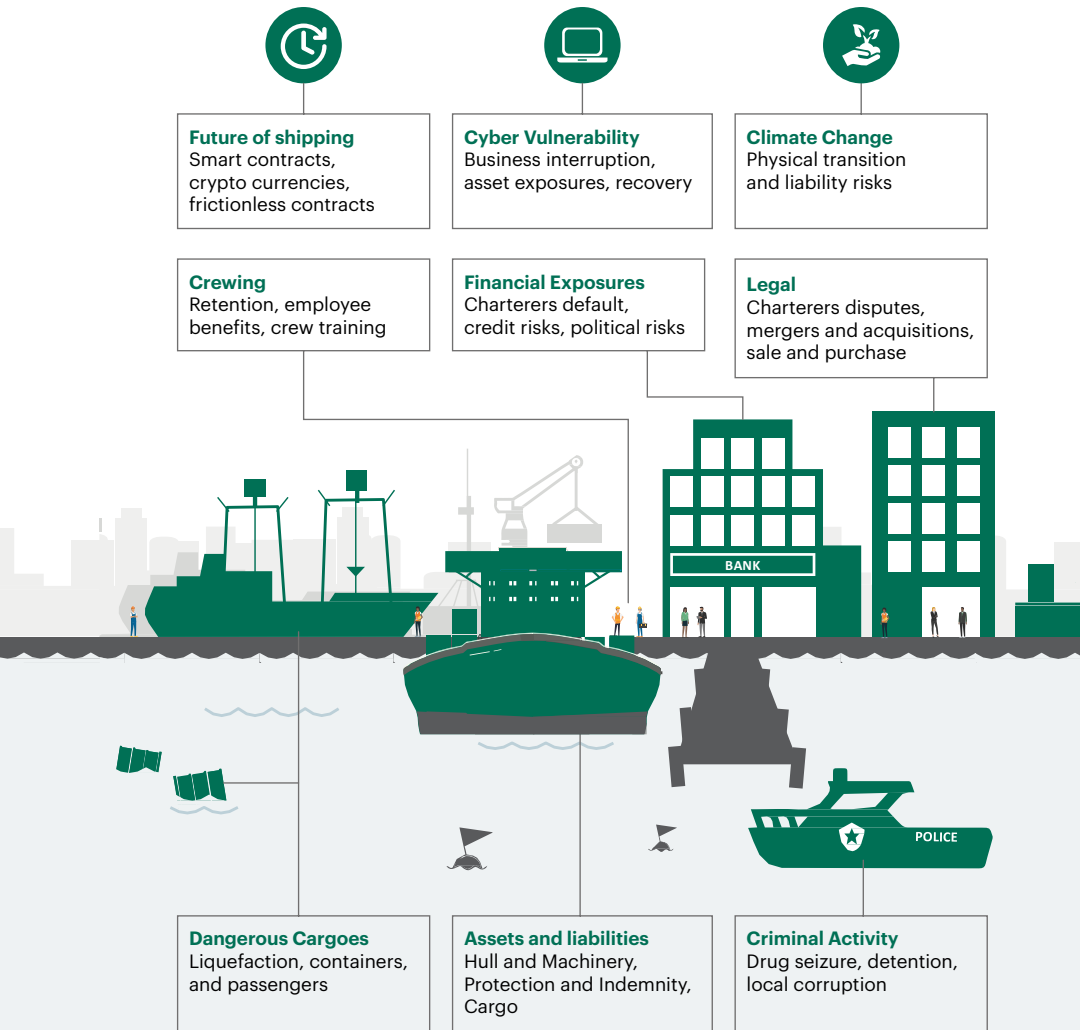 Future of shipping
Smart contracts,
crypto currencies,
frictionless contracts
Cyber Vulnerability
Business interruption,
asset exposures, recovery
Climate Change
Physical transition
and liability risks
Crewing
Retention, employee
benefits, crew training
Financial Exposures
Charterers default,
credit risks, political risks
Legal
Charterers disputes,
mergers and acquisitions,
sale and purchase
BANK
POLICE
Dangerous Cargoes
Liquefaction, containers,
and passengers
Assets and liabilities
Hull and Machinery,
Protection and Indemnity,
Cargo
Criminal Activity
Drug seizure, detention,
local corruption